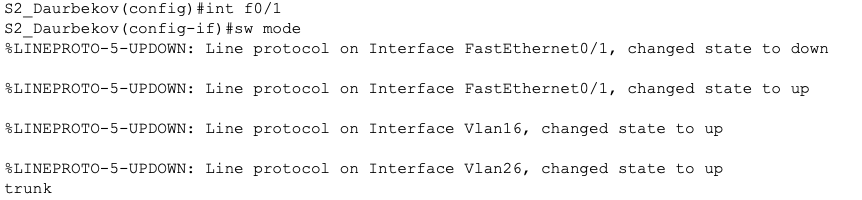 S2_Daurbekov(config)#int f0/1
S2_Daurbekov(config-if)#sw mode
%LINEPROTO-5-UPDOWN: Line protocol on Interface FastEthernet0/1, changed state to down
%LINEPROTO-5-UPDOWN: Line protocol on Interface FastEthernet0/1, changed state to up
%LINEPROTO-5-UPDOWN: Line protocol on Interface Vlan16, changed state to up
%LINEPROTO-5-UPDOWN: Line protocol on Interface Vlan26, changed state to up
trunk